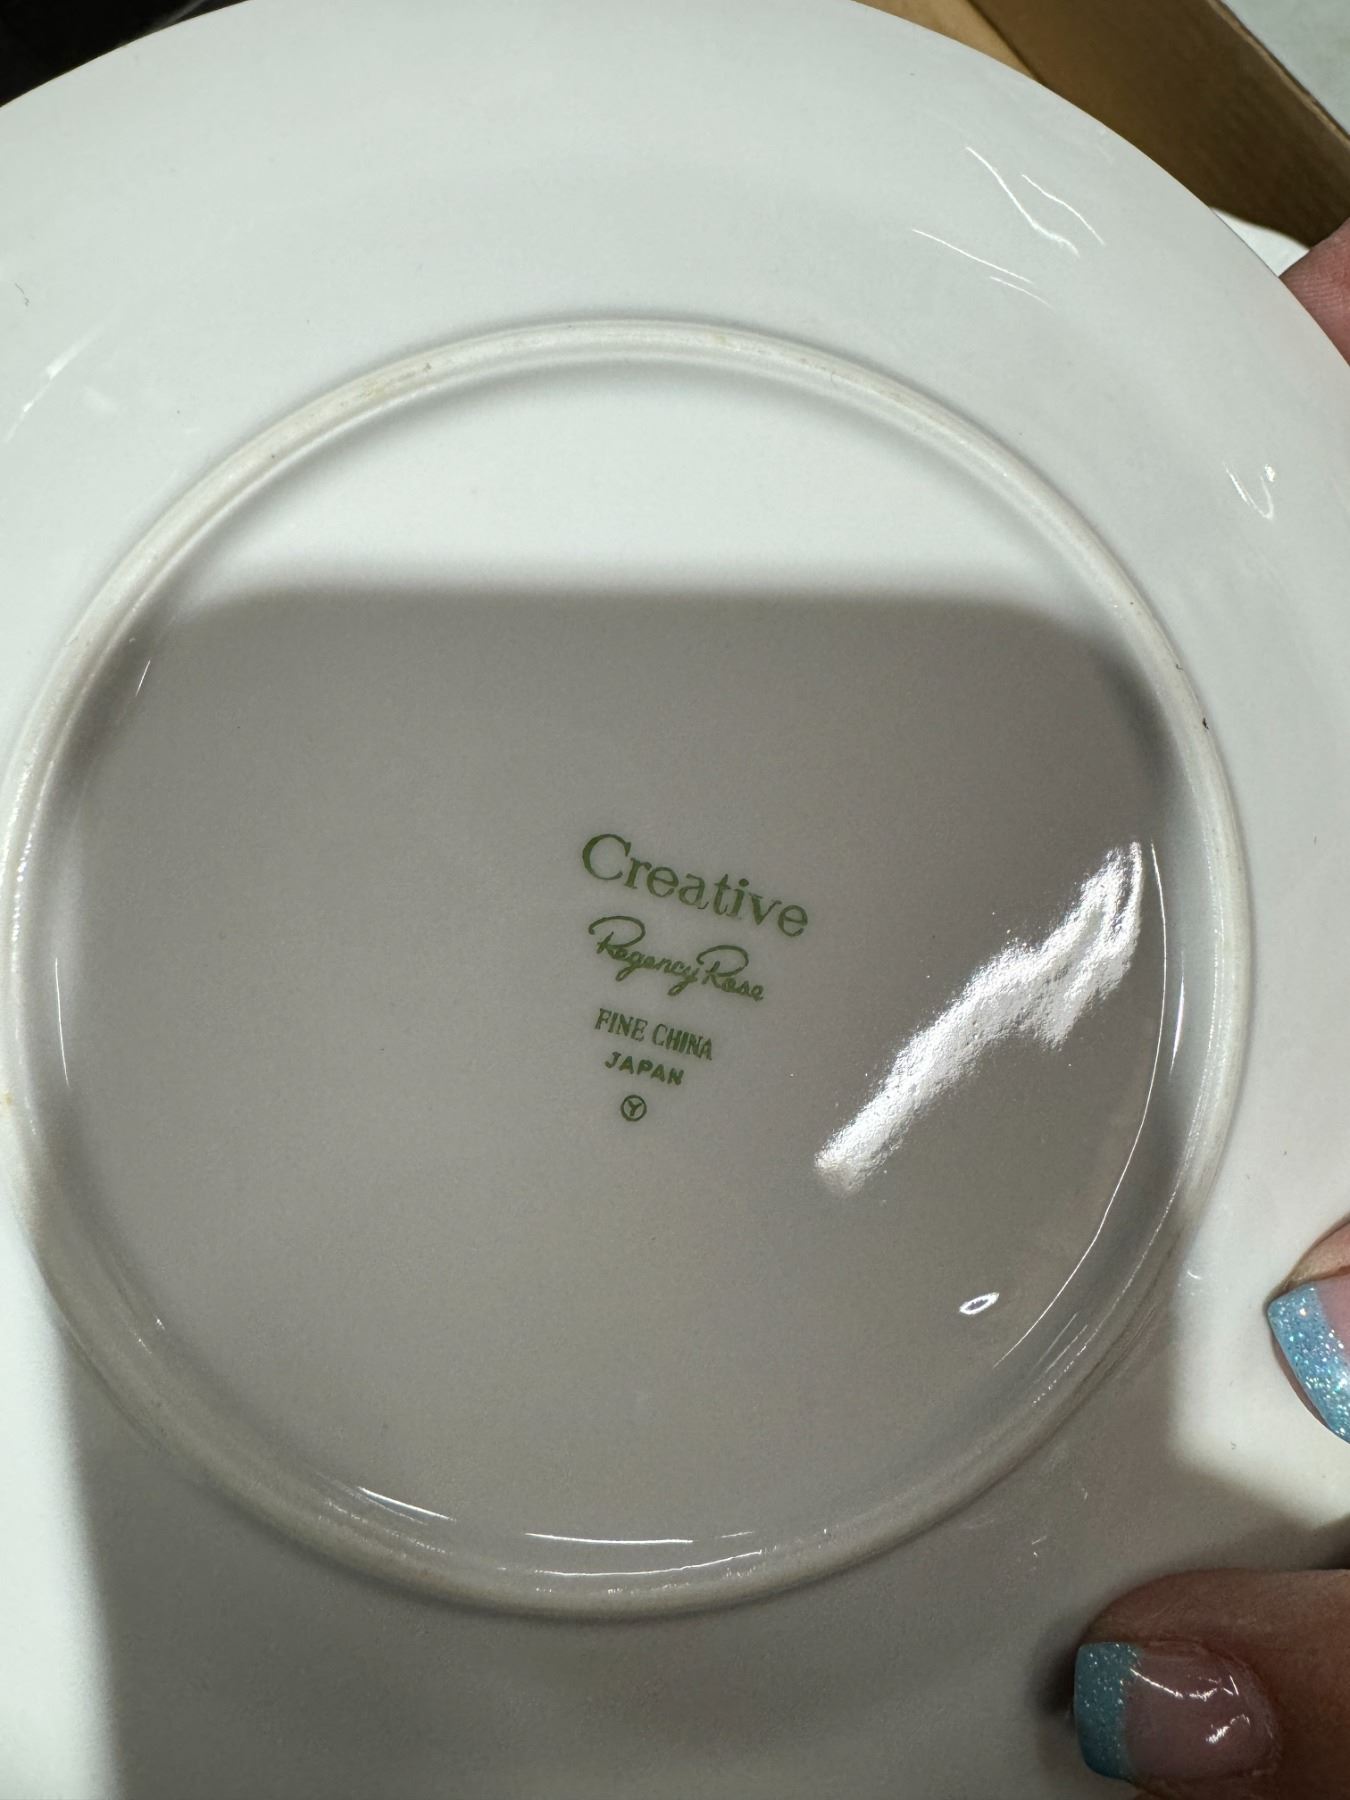 Creative
Regency Rose
FINE CHINA
JAPAN
Y